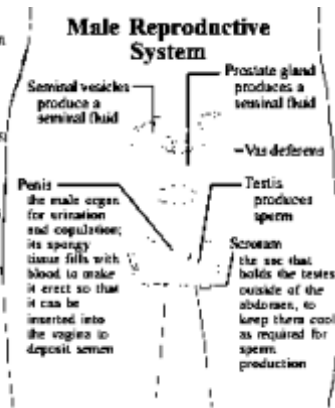 Male Reproductive
System
Seminal vesicles
produce a
seminal fluid
Prostate gland
produces a
seminal fluid
Vas deferens
Penis
the male organ
for urination
and copulation;
its spongy
tissue fills with
blood to make
it erect so that
it can be
inserted into
the vagina to
deposit semen
Testis
produces
sperm
Scrotum
the sac that
holds the testes
outside of the
abdomen, to
keep them cool
as required for
sperm
production